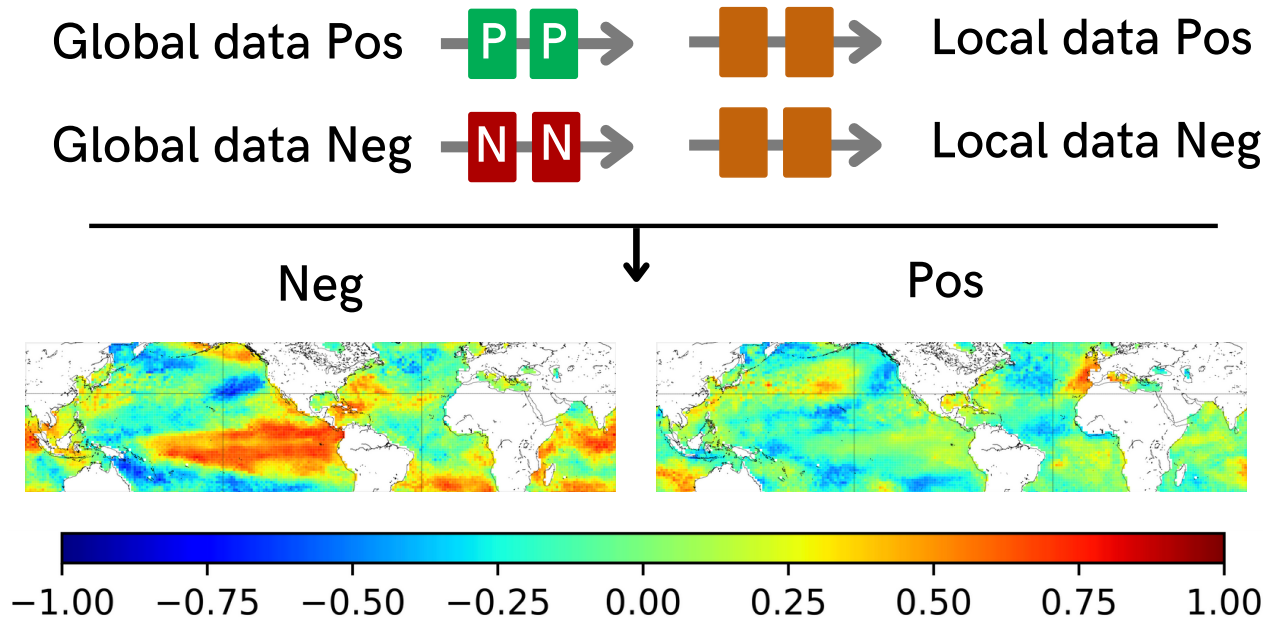 Global data Pos P P Local data Pos
Global data Neg N N Local data Neg
Neg Pos
−1.00 −0.75 −0.50 −0.25 0.00 0.25 0.50 0.75 1.00